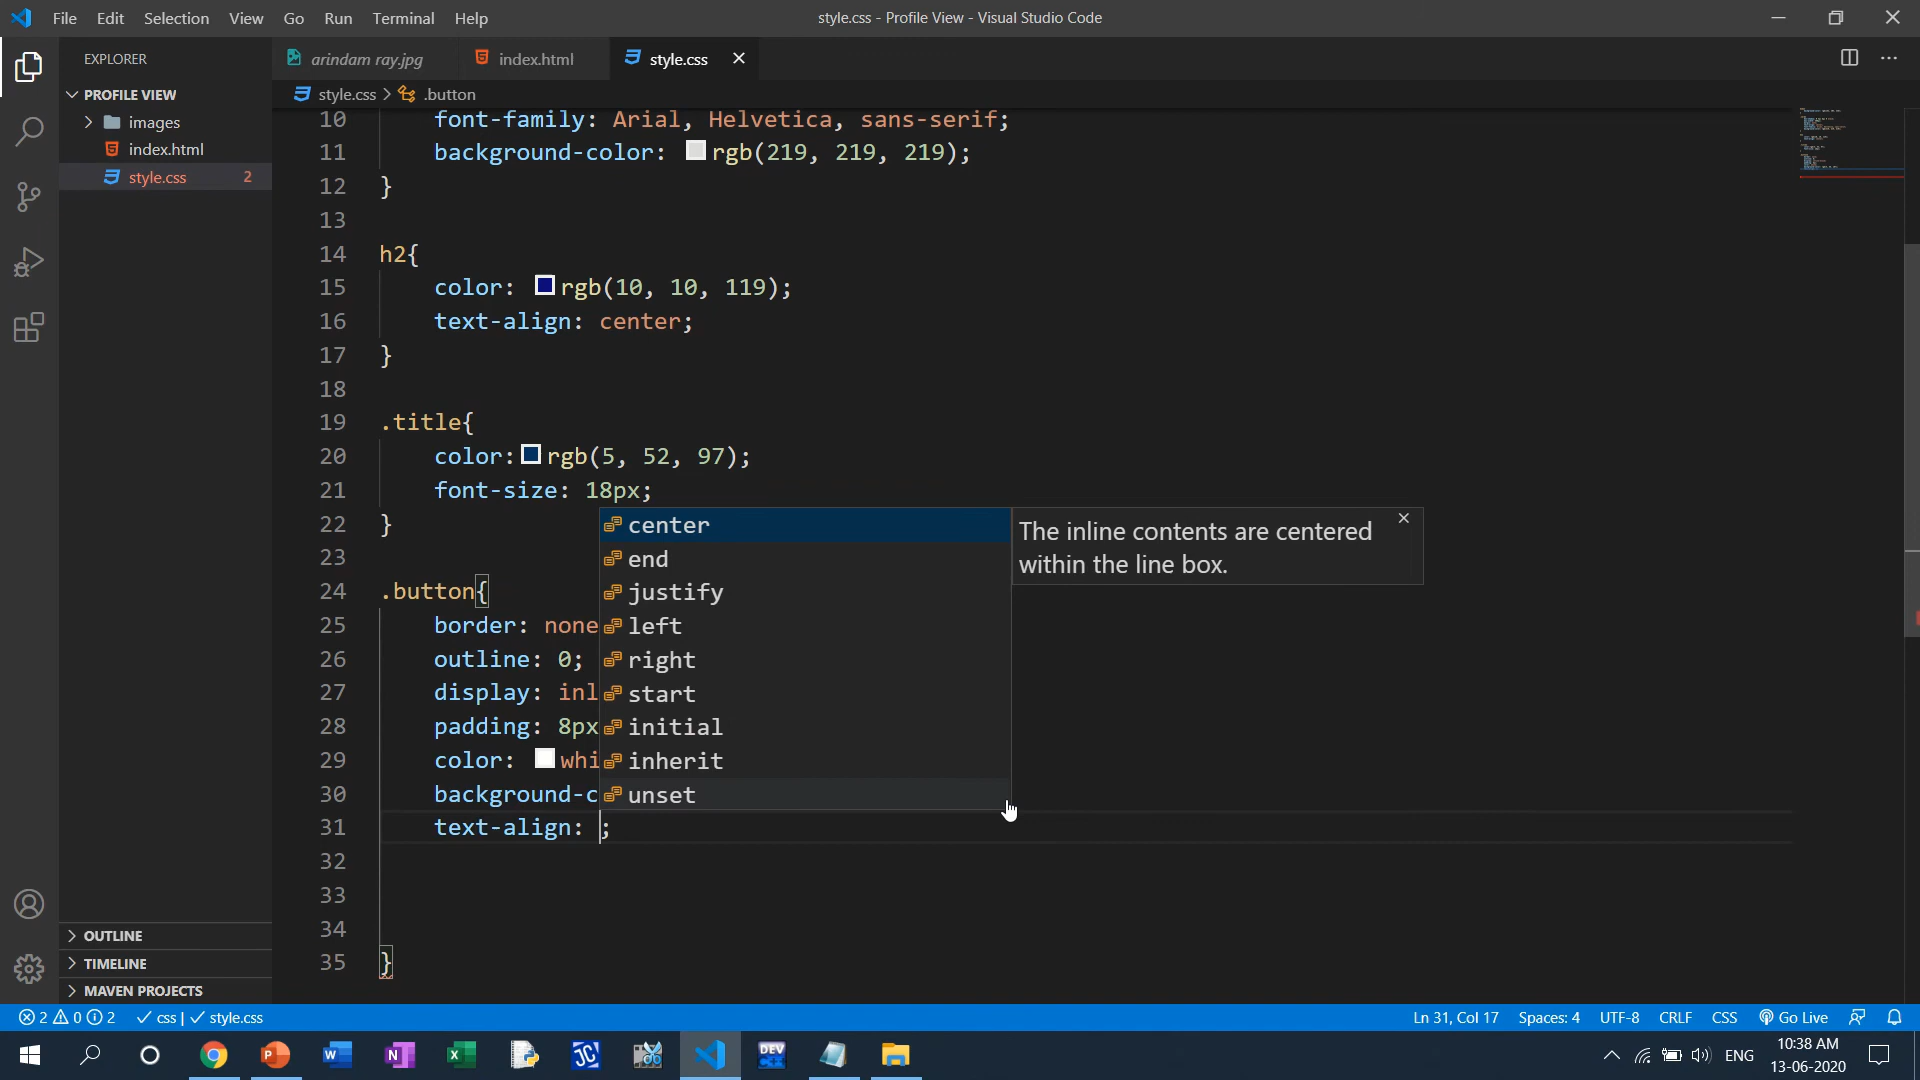 File Edit Selection View Go Run Terminal Help
style.css - Profile View - Visual Studio Code
EXPLORER
PROFILE VIEW
images
index.html
style.css 2
OUTLINE
TIMELINE
MAVEN PROJECTS
arindam ray.jpg index.html style.css
style.css > .button
10 font-family: Arial, Helvetica, sans-serif;
11 background-color: rgb(219, 219, 219);
12 }
13
14 h2{
15 color: rgb(10, 10, 119);
16 text-align: center;
17 }
18
19 .title{
20 color: rgb(5, 52, 97);
21 font-size: 18px;
22 }
23
24 .button{
25 border: none
26 outline: 0;
27 display: inl
28 padding: 8px
29 color: whi
30 background-c
31 text-align: ;
32
33
34
35 }
center
end
justify
left
right
start
initial
inherit
unset
The inline contents are centered
within the line box.
2 0 2 css | style.css
Ln 31, Col 17 Spaces: 4 UTF-8 CRLF CSS Go Live
DEV
ENG
10:38 AM
13-06-2020